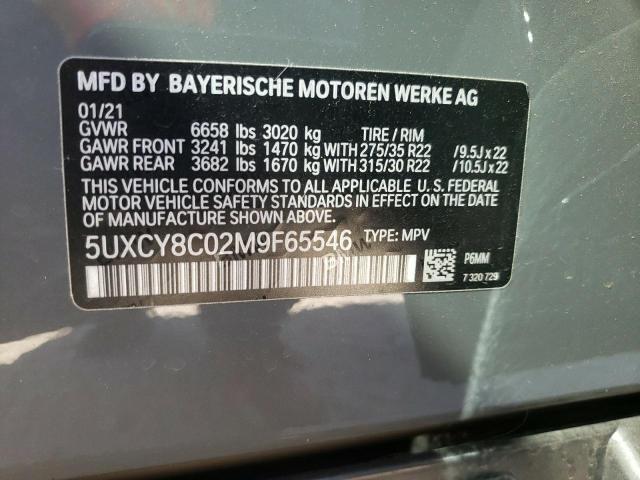 MFD BY BAYERISCHE MOTOREN WERKE AG
01/21
GVWR 6658 lbs 3020 kg TIRE / RIM
GAWR FRONT 3241 lbs 1470 kg WITH 275/35 R22 /9.5J x 22
GAWR REAR 3682 lbs 1670 kg WITH 315/30 R22 /10.5J x 22
THIS VEHICLE CONFORMS TO ALL APPLICABLE U. S. FEDERAL
MOTOR VEHICLE SAFETY STANDARDS IN EFFECT ON THE DATE
OF MANUFACTURE SHOWN ABOVE.
5UXCY8C02M9F65546 TYPE: MPV
P6MM
7 320 729